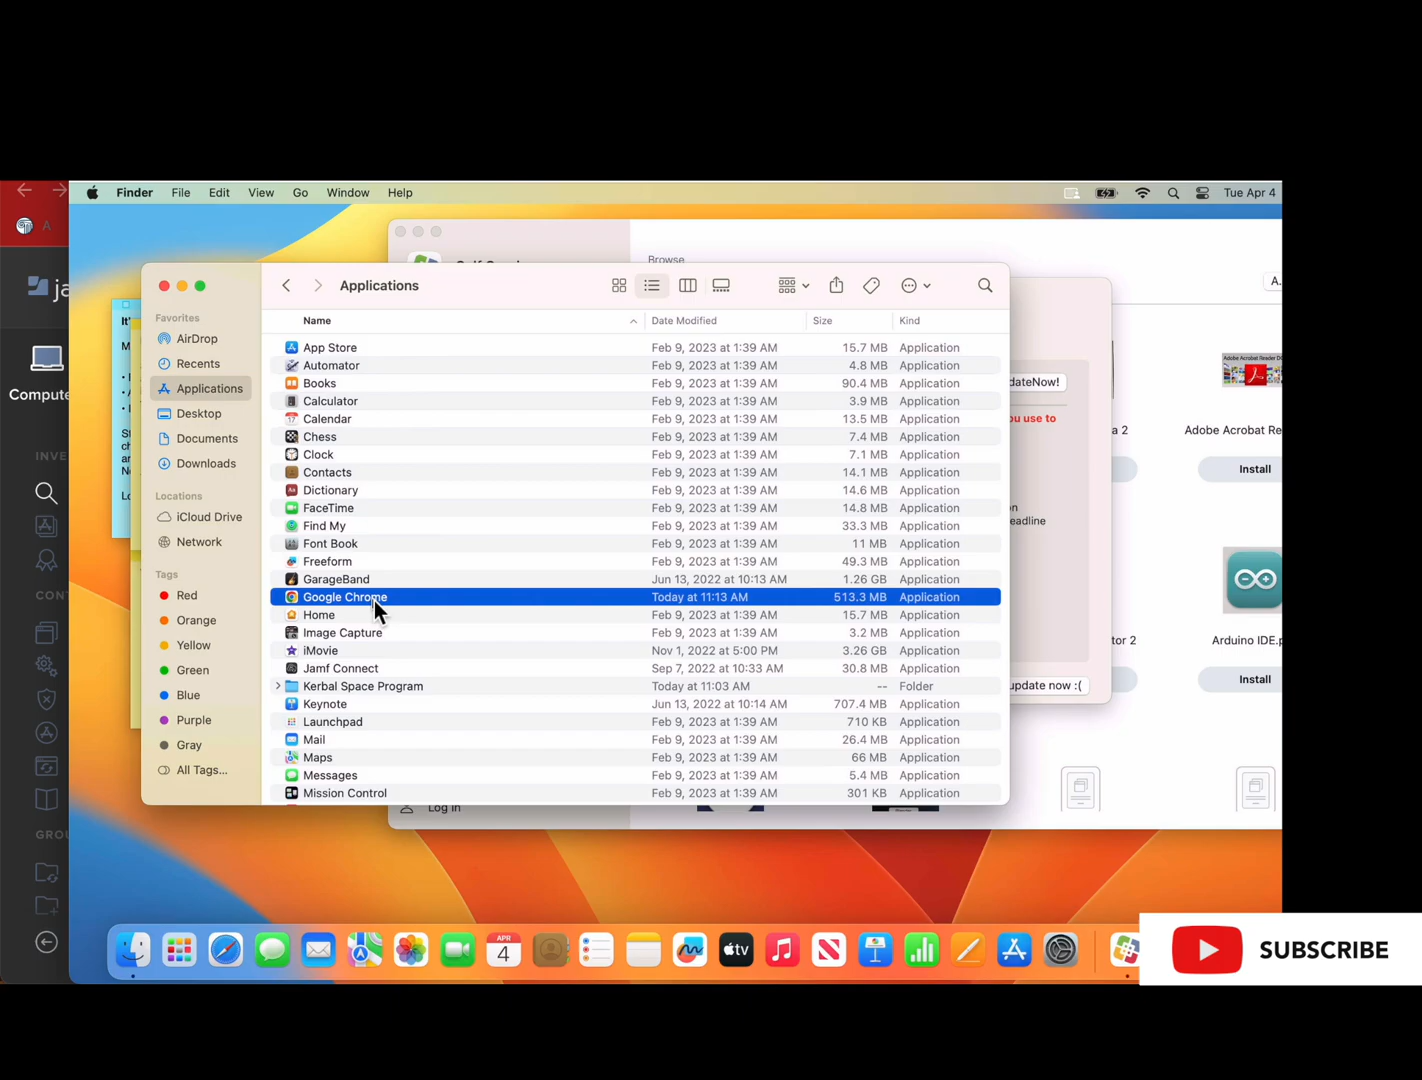 Finder File Edit View Go Window Help Tue Apr 4
A
ja
Compute
INVE
CON
GROU
Browse
A.
Applications
Favorites
AirDrop
Recents
Applications
Desktop
Documents
Downloads
Locations
iCloud Drive
Network
Tags
Red
Orange
Yellow
Green
Blue
Purple
Gray
All Tags...
Name Date Modified Size Kind
App Store Feb 9, 2023 at 1:39 AM 15.7 MB Application
Automator Feb 9, 2023 at 1:39 AM 4.8 MB Application
Books Feb 9, 2023 at 1:39 AM 90.4 MB Application
Calculator Feb 9, 2023 at 1:39 AM 3.9 MB Application
Calendar Feb 9, 2023 at 1:39 AM 13.5 MB Application
Chess Feb 9, 2023 at 1:39 AM 7.4 MB Application
Clock Feb 9, 2023 at 1:39 AM 7.1 MB Application
Contacts Feb 9, 2023 at 1:39 AM 14.1 MB Application
Dictionary Feb 9, 2023 at 1:39 AM 14.6 MB Application
FaceTime Feb 9, 2023 at 1:39 AM 14.8 MB Application
Find My Feb 9, 2023 at 1:39 AM 33.3 MB Application
Font Book Feb 9, 2023 at 1:39 AM 11 MB Application
Freeform Feb 9, 2023 at 1:39 AM 49.3 MB Application
GarageBand Jun 13, 2022 at 10:13 AM 1.26 GB Application
Google Chrome Today at 11:13 AM 513.3 MB Application
Home Feb 9, 2023 at 1:39 AM 15.7 MB Application
Image Capture Feb 9, 2023 at 1:39 AM 3.2 MB Application
iMovie Nov 1, 2022 at 5:00 PM 3.26 GB Application
Jamf Connect Sep 7, 2022 at 10:33 AM 30.8 MB Application
Kerbal Space Program Today at 11:03 AM -- Folder
Keynote Jun 13, 2022 at 10:14 AM 707.4 MB Application
Launchpad Feb 9, 2023 at 1:39 AM 710 KB Application
Mail Feb 9, 2023 at 1:39 AM 26.4 MB Application
Maps Feb 9, 2023 at 1:39 AM 66 MB Application
Messages Feb 9, 2023 at 1:39 AM 5.4 MB Application
Mission Control Feb 9, 2023 at 1:39 AM 301 KB Application
Log in
dateNow!
ou use to
on
eadline
update now :(
a 2
Adobe Acrobat Reader DC
Adobe Acrobat Re
Install
tor 2
Arduino IDE.p
Install
APR
4
tv
SUBSCRIBE